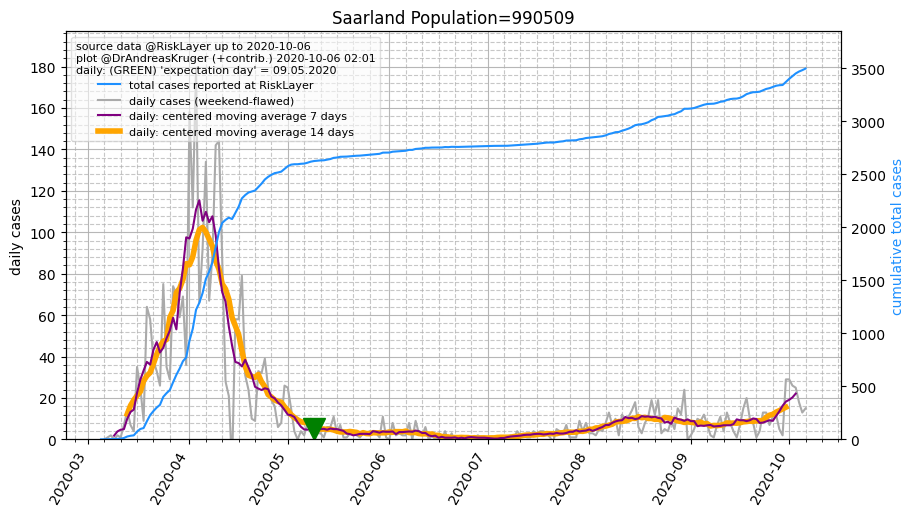 Saarland Population=990509
source data @RiskLayer up to 2020-10-06
plot @DrAndreasKruger (+contrib.) 2020-10-06 02:01
daily: (GREEN) 'expectation day' = 09.05.2020
total cases reported at RiskLayer
daily cases (weekend-flawed)
daily: centered moving average 7 days
daily: centered moving average 14 days
daily cases
180
160
140
120
100
80
60
40
20
0
cumulative total cases
3500
3000
2500
2000
1500
1000
500
0
2020-03
2020-04
2020-05
2020-06
2020-07
2020-08
2020-09
2020-10